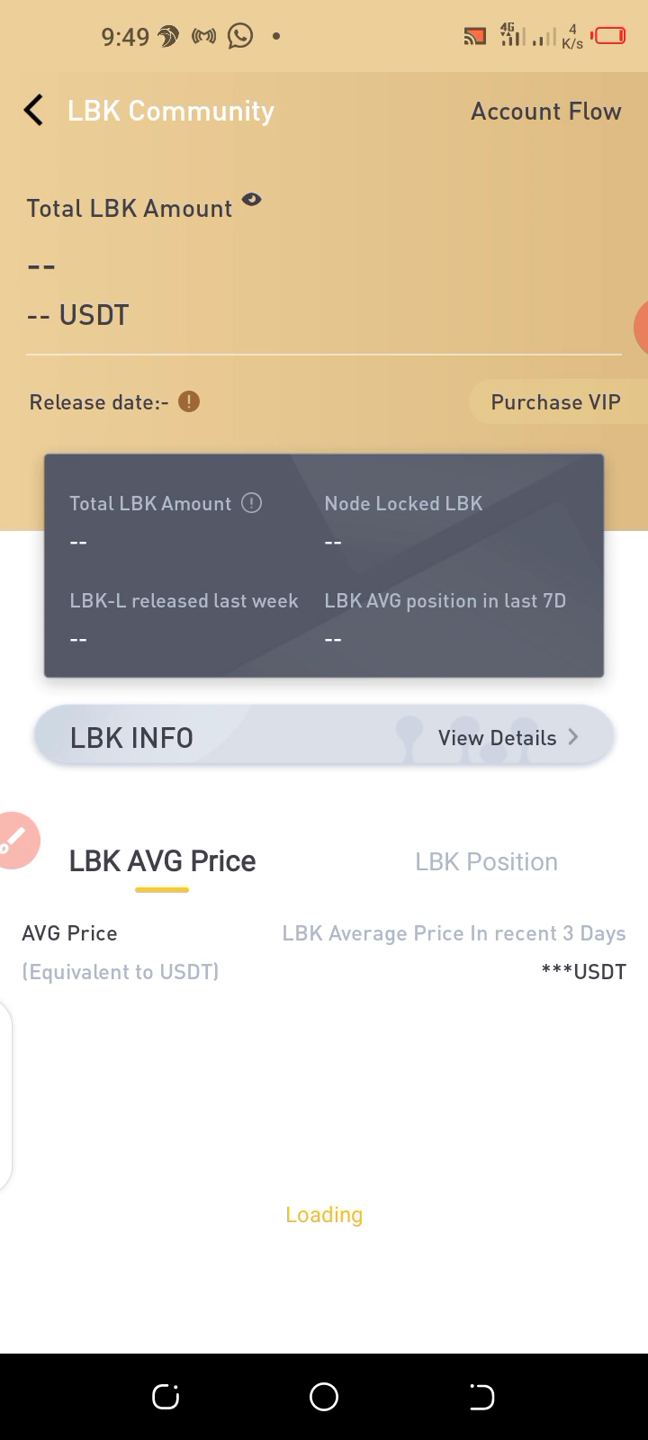 9:49 4G 4 K/s
LBK Community Account Flow
Total LBK Amount
--
-- USDT
Release date:- ! Purchase VIP
Total LBK Amount ! Node Locked LBK
-- --
LBK-L released last week LBK AVG position in last 7D
-- --
LBK INFO View Details >
LBK AVG Price LBK Position
AVG Price LBK Average Price In recent 3 Days
(Equivalent to USDT) ***USDT
Loading